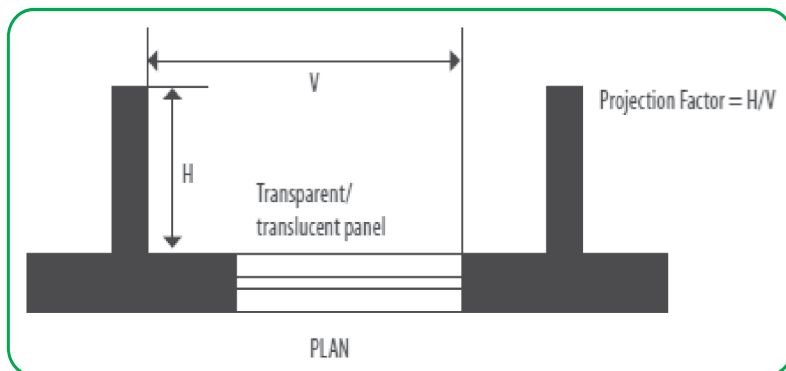 V
Projection Factor = H/V
H
Transparent/
translucent panel
PLAN